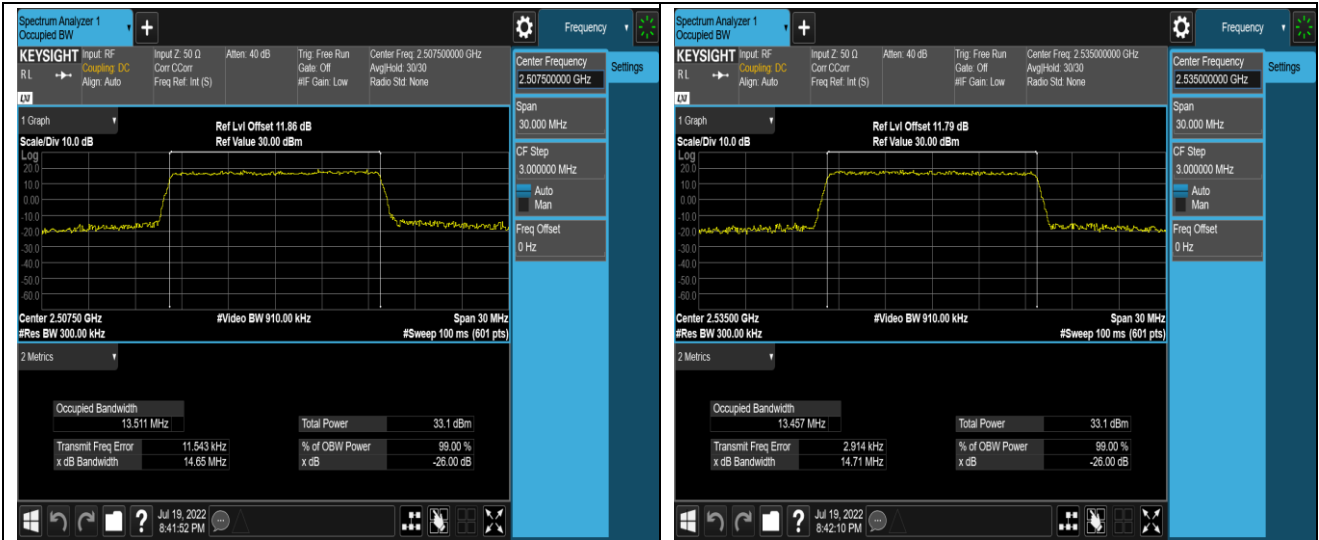 Spectrum Analyzer 1
Occupied BW
Frequency
KEYSIGHT Input: RF Input Z: 50 Ω Atten: 40 dB Trig: Free Run Center Freq: 2.507500000 GHz
RL Coupling: DC Corr CCorr Gate: Off Avg|Hold: 30/30
Align: Auto Freq Ref: Int (S) #IF Gain: Low Radio Std: None
LXI
Center Frequency
2.507500000 GHz
Settings
Span
30.000 MHz
CF Step
3.000000 MHz
Auto
Man
Freq Offset
0 Hz
1 Graph
Ref Lvl Offset 11.86 dB
Scale/Div 10.0 dB Ref Value 30.00 dBm
Log
20.0
10.0
0.00
-10.0
-20.0
-30.0
-40.0
-50.0
-60.0
Center 2.50750 GHz #Video BW 910.00 kHz Span 30 MHz
#Res BW 300.00 kHz #Sweep 100 ms (601 pts)
2 Metrics
Occupied Bandwidth
13.511 MHz Total Power 33.1 dBm
Transmit Freq Error 11.543 kHz % of OBW Power 99.00 %
x dB Bandwidth 14.65 MHz x dB -26.00 dB
Jul 19, 2022
8:41:52 PM
Spectrum Analyzer 1
Occupied BW
Frequency
KEYSIGHT Input: RF Input Z: 50 Ω Atten: 40 dB Trig: Free Run Center Freq: 2.535000000 GHz
RL Coupling: DC Corr CCorr Gate: Off Avg|Hold: 30/30
Align: Auto Freq Ref: Int (S) #IF Gain: Low Radio Std: None
LXI
Center Frequency
2.535000000 GHz
Settings
Span
30.000 MHz
CF Step
3.000000 MHz
Auto
Man
Freq Offset
0 Hz
1 Graph
Ref Lvl Offset 11.79 dB
Scale/Div 10.0 dB Ref Value 30.00 dBm
Log
20.0
10.0
0.00
-10.0
-20.0
-30.0
-40.0
-50.0
-60.0
Center 2.53500 GHz #Video BW 910.00 kHz Span 30 MHz
#Res BW 300.00 kHz #Sweep 100 ms (601 pts)
2 Metrics
Occupied Bandwidth
13.457 MHz Total Power 33.1 dBm
Transmit Freq Error 2.914 kHz % of OBW Power 99.00 %
x dB Bandwidth 14.71 MHz x dB -26.00 dB
Jul 19, 2022
8:42:10 PM